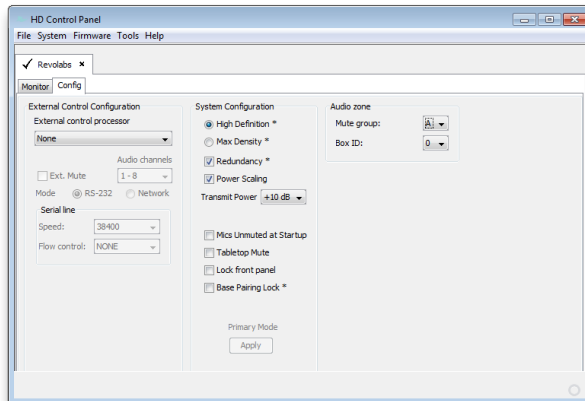 HD Control Panel
File System Firmware Tools Help
Revolabs
Monitor Config
External Control Configuration
External control processor
None
Audio channels
Ext. Mute 1 - 8
Mode RS-232 Network
Serial line
Speed: 38400
Flow control: NONE
System Configuration
High Definition *
Max Density *
Redundancy *
Power Scaling
Transmit Power +10 dB
Mics Unmuted at Startup
Tabletop Mute
Lock front panel
Base Pairing Lock *
Primary Mode
Apply
Audio zone
Mute group: A
Box ID: 0